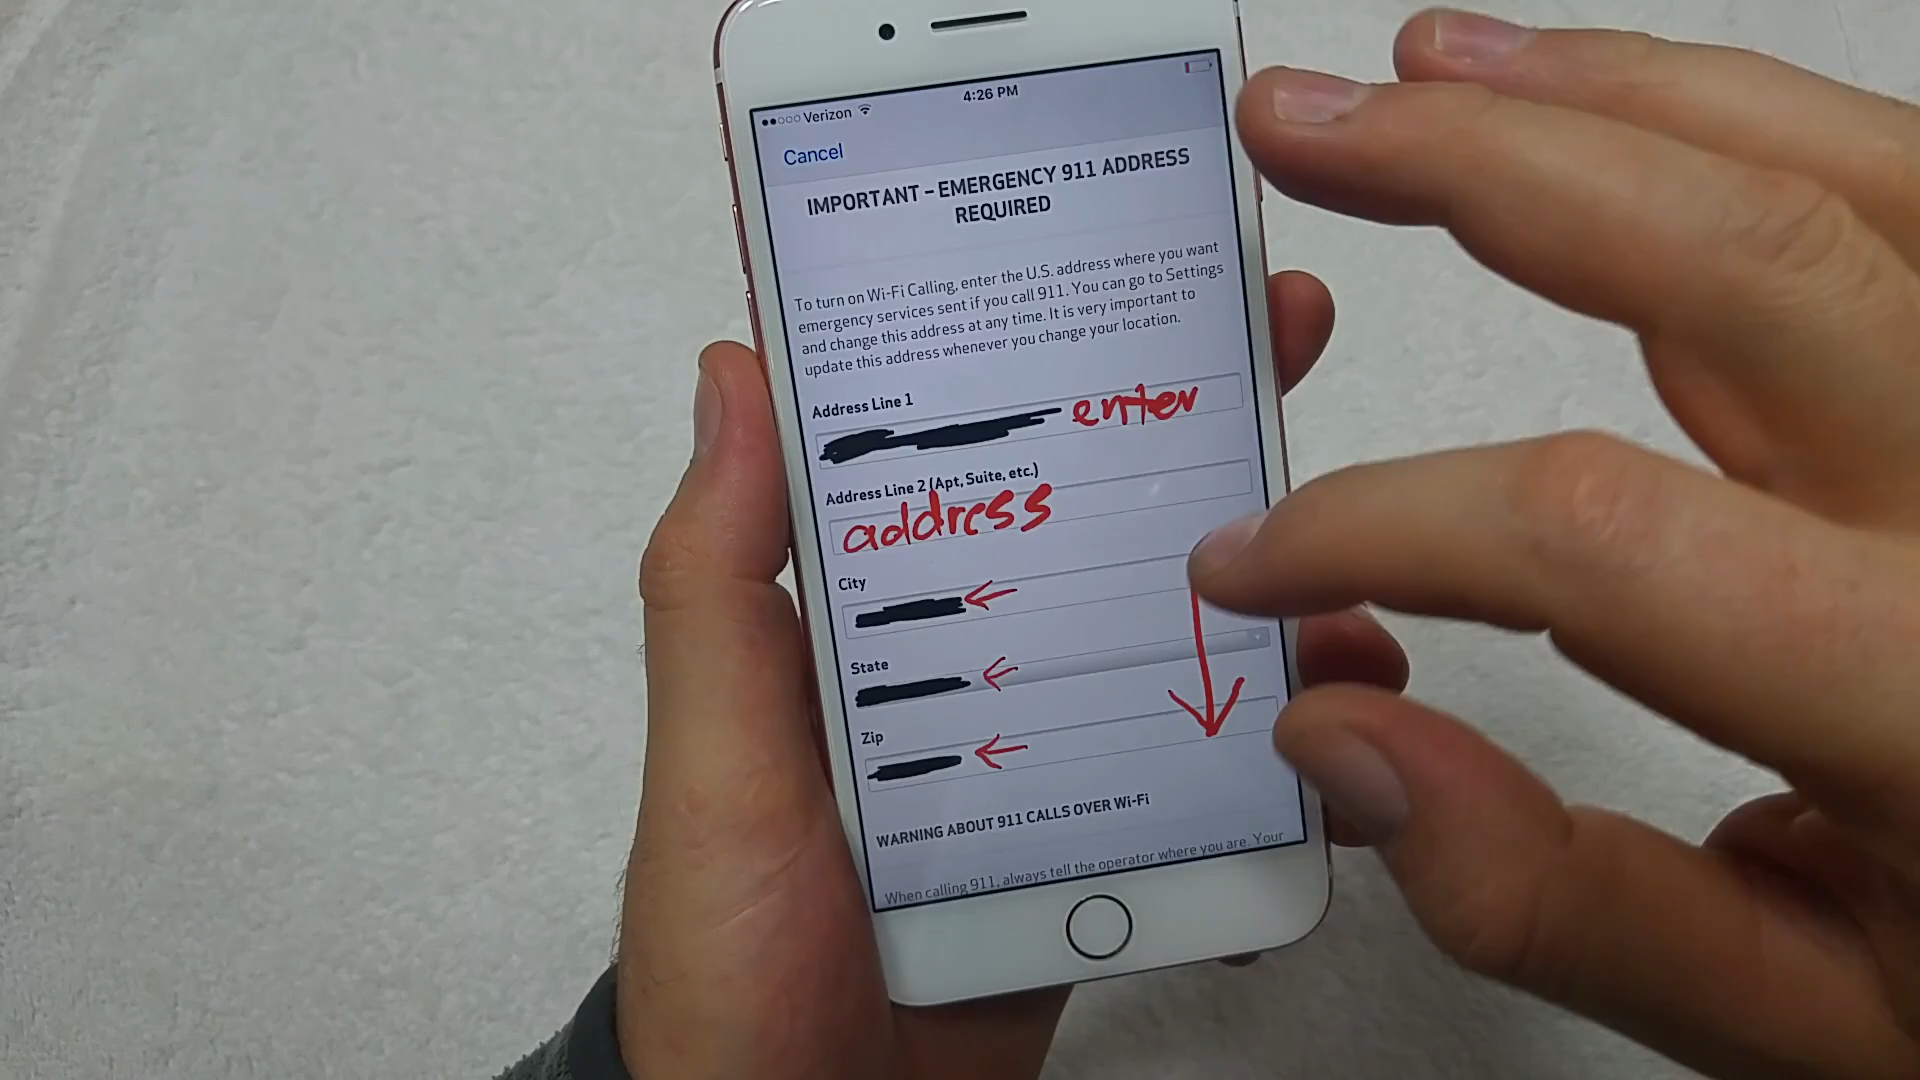 Verizon 4:26 PM
Cancel
IMPORTANT – EMERGENCY 911 ADDRESS
REQUIRED
To turn on Wi-Fi Calling, enter the U.S. address where you want
emergency services sent if you call 911. You can go to Settings
and change this address at any time. It is very important to
update this address whenever you change your location.
Address Line 1
enter
Address Line 2 (Apt, Suite, etc.)
address
City
State
Zip
WARNING ABOUT 911 CALLS OVER Wi-Fi
When calling 911, always tell the operator where you are. Your